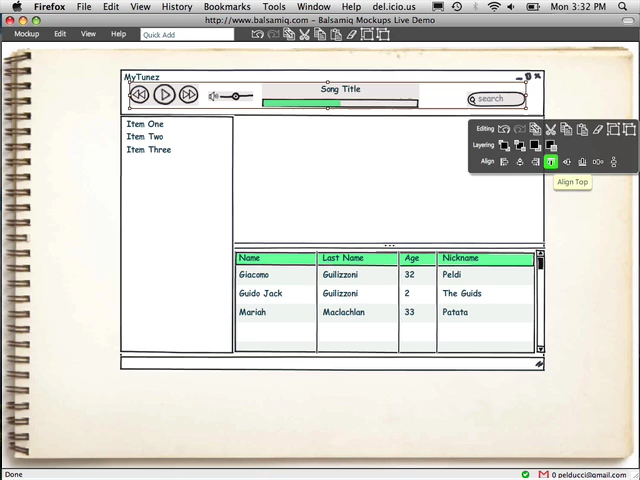 Firefox File Edit View History Bookmarks Tools Window Help del.icio.us Mon 3:32 PM
http://www.balsamiq.com – Balsamiq Mockups Live Demo
Mockup Edit View Help Quick Add
MyTunez
Song Title
search
Item One
Item Two
Item Three
Editing
Layering
Align
Align Top
Name Last Name Age Nickname
Giacomo Guilizzoni 32 Peldi
Guido Jack Guilizzoni 2 The Guids
Mariah Maclachlan 33 Patata
Done 0 pelducci@gmail.com